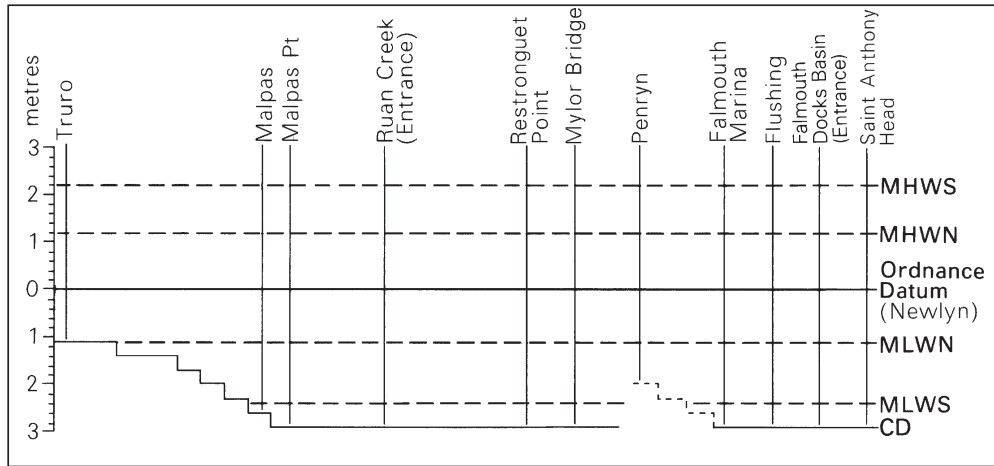 metres
Truro
Malpas
Malpas Pt
Ruan Creek
(Entrance)
Restronguet
Point
Mylor Bridge
Penryn
Falmouth
Marina
Flushing
Falmouth
Docks Basin
(Entrance)
Saint Anthony
Head
3
2
1
0
1
2
3
MHWS
MHWN
Ordnance
Datum
(Newlyn)
MLWN
MLWS
CD